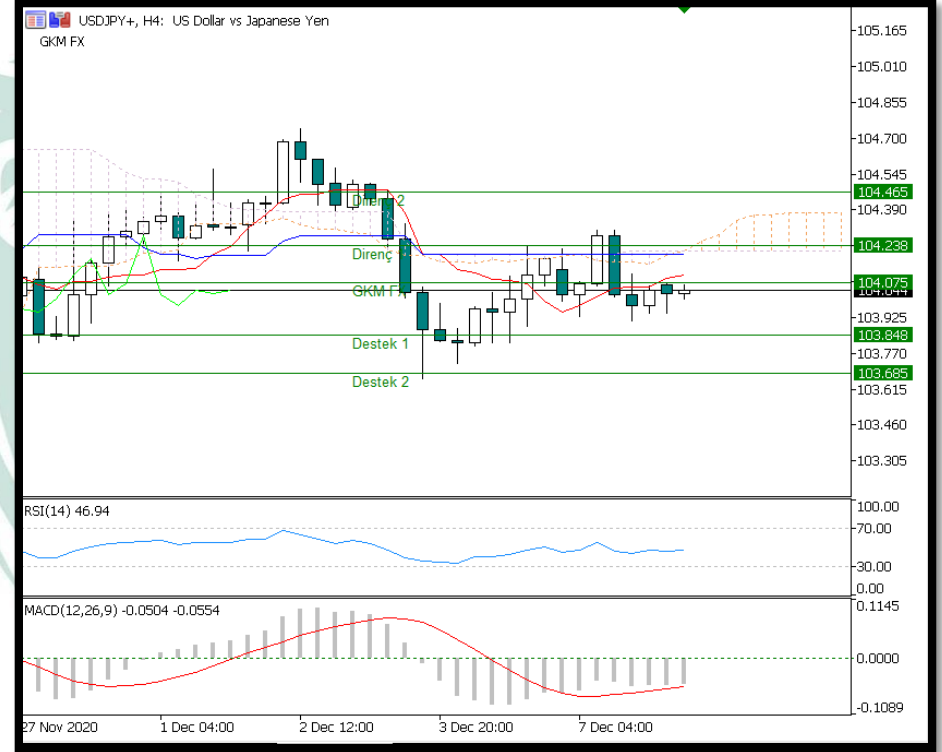 USDJPY+, H4: US Dollar vs Japanese Yen
GKM FX
105.165
105.010
104.855
104.700
104.545
104.465
Direnç 2
104.390
104.238
Direnç
104.075
GKM F
104.044
103.925
103.848
Destek 1
103.770
103.685
Destek 2
103.615
103.460
103.305
RSI(14) 46.94
100.00
70.00
30.00
0.00
MACD(12,26,9) -0.0504 -0.0554
0.1145
0.0000
-0.1089
27 Nov 2020
1 Dec 04:00
2 Dec 12:00
3 Dec 20:00
7 Dec 04:00